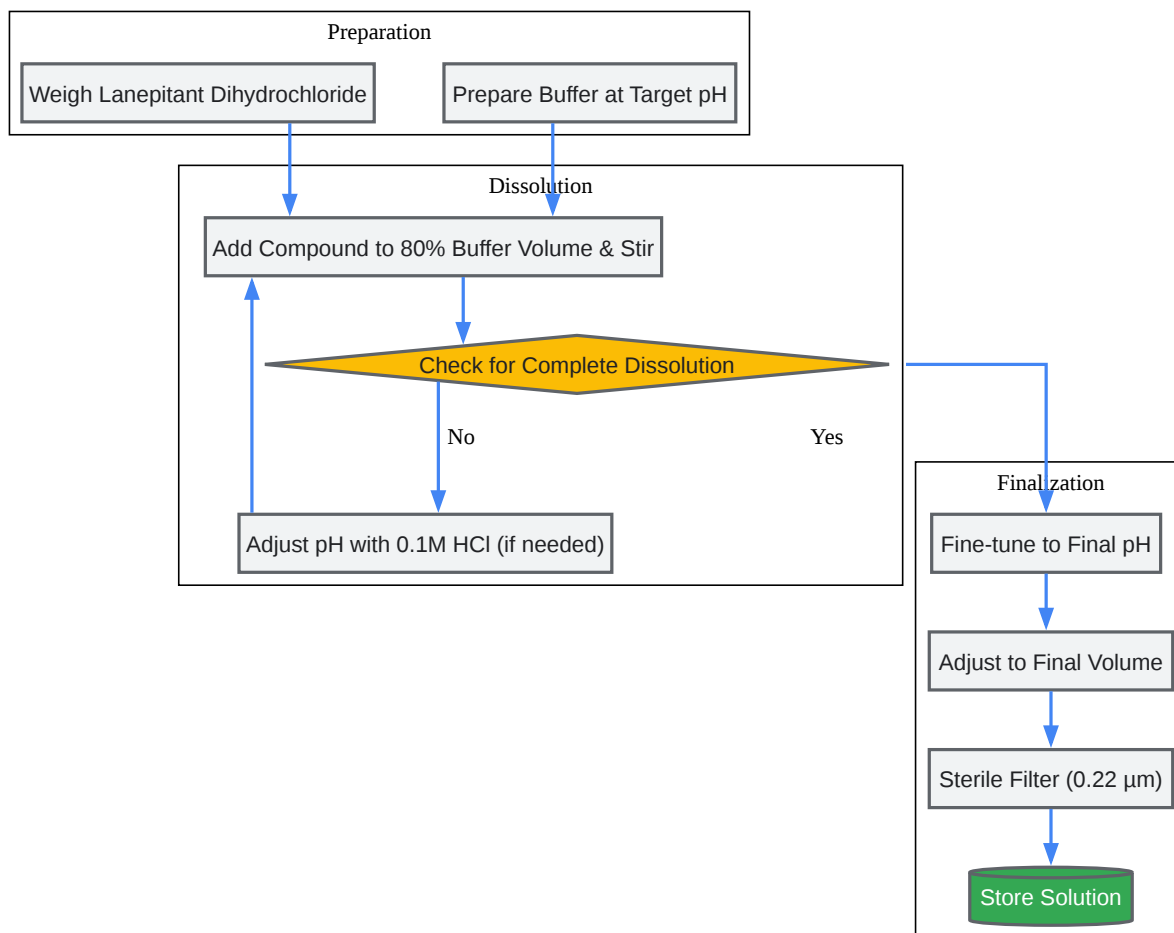 Preparation
Weigh Lanepitant Dihydrochloride
Prepare Buffer at Target pH
Dissolution
Add Compound to 80% Buffer Volume & Stir
Check for Complete Dissolution
No
Yes
Adjust pH with 0.1M HCl (if needed)
Finalization
Fine-tune to Final pH
Adjust to Final Volume
Sterile Filter (0.22 µm)
Store Solution